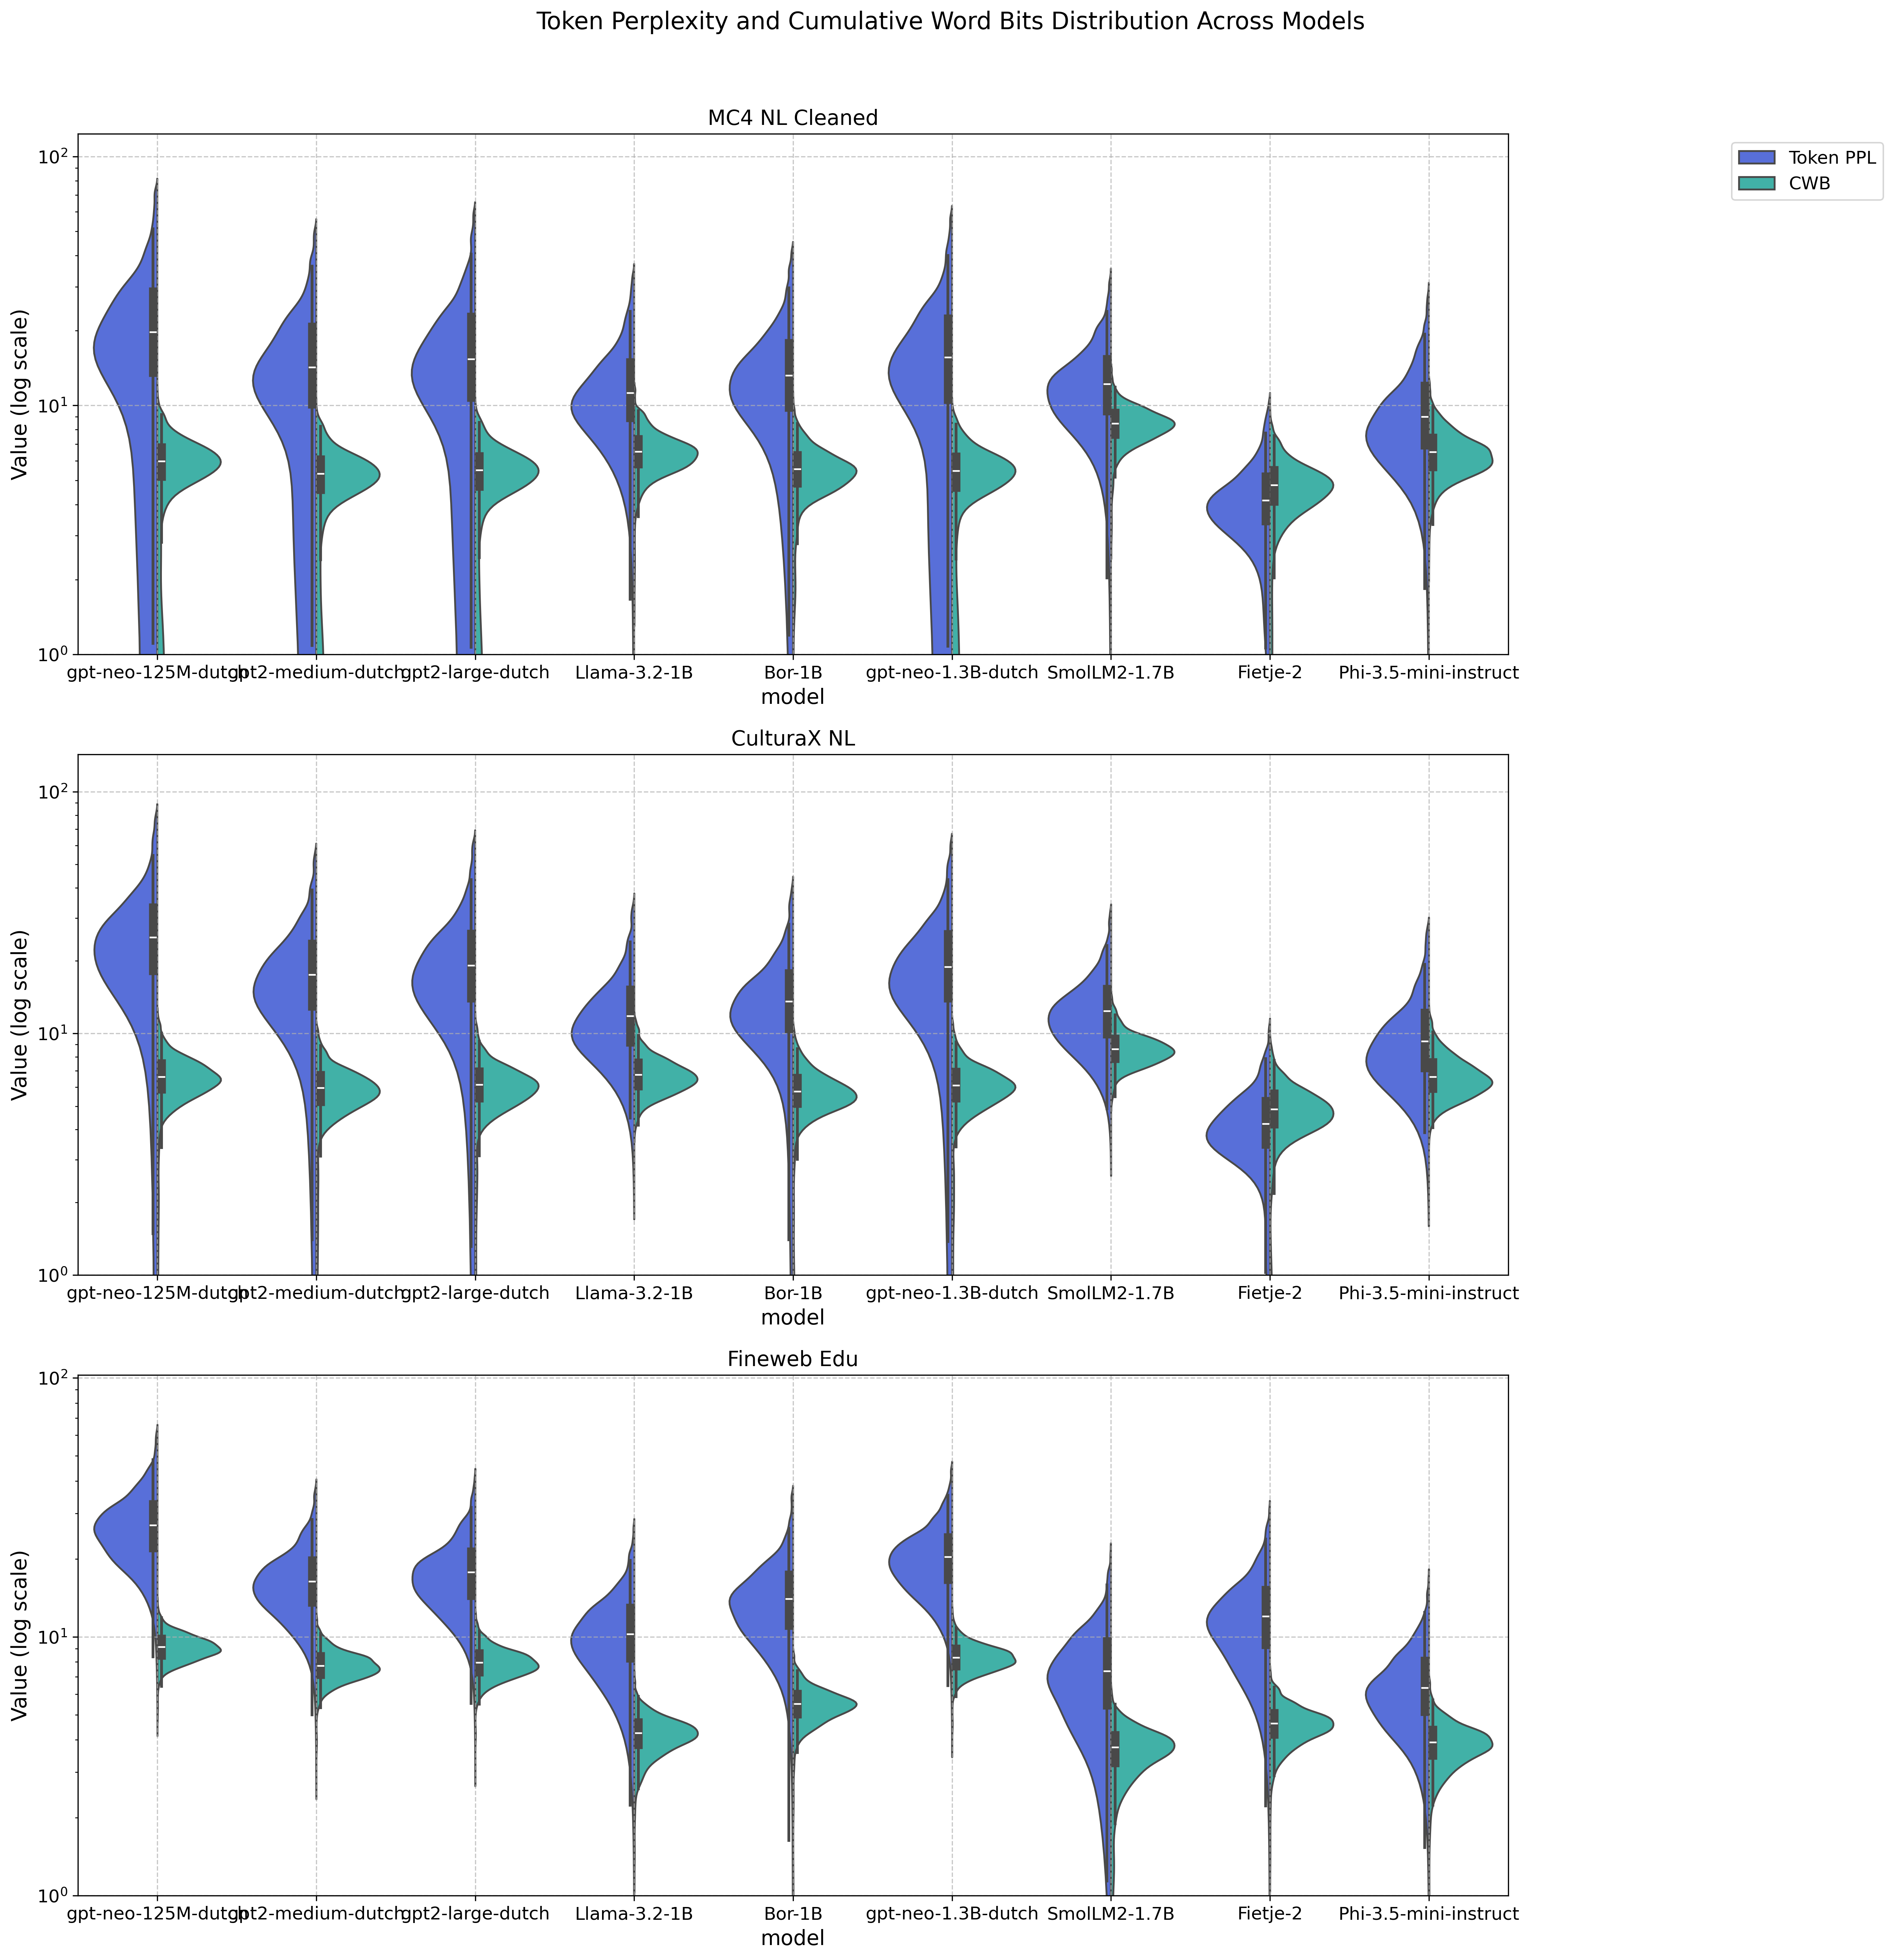 Token Perplexity and Cumulative Word Bits Distribution Across Models
MC4 NL Cleaned
Token PPL
CWB
Value (log scale)
10²
10¹
10⁰
gpt-neo-125M-dutch gpt2-medium-dutch gpt2-large-dutch Llama-3.2-1B Bor-1B gpt-neo-1.3B-dutch SmolLM2-1.7B Fietje-2 Phi-3.5-mini-instruct
model
CulturaX NL
Value (log scale)
10²
10¹
10⁰
gpt-neo-125M-dutch gpt2-medium-dutch gpt2-large-dutch Llama-3.2-1B Bor-1B gpt-neo-1.3B-dutch SmolLM2-1.7B Fietje-2 Phi-3.5-mini-instruct
model
Fineweb Edu
Value (log scale)
10²
10¹
10⁰
gpt-neo-125M-dutch gpt2-medium-dutch gpt2-large-dutch Llama-3.2-1B Bor-1B gpt-neo-1.3B-dutch SmolLM2-1.7B Fietje-2 Phi-3.5-mini-instruct
model